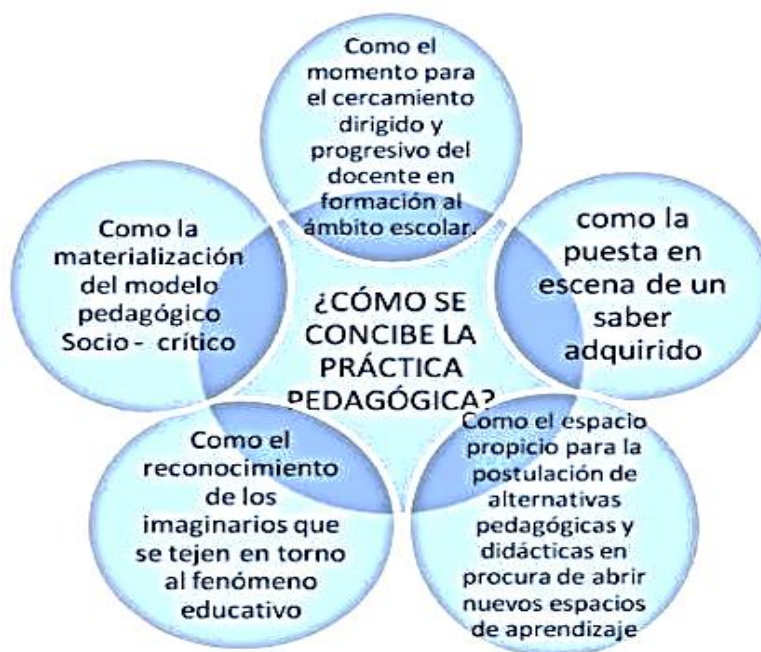 Como el
momento para
el cercamiento
dirigido y
progresivo del
docente en
formación al
ámbito escolar.
como la
puesta en
escena de un
saber
adquirido
Como el espacio
propicio para la
postulación de
alternativas
pedagógicas y
didácticas en
procura de abrir
nuevos espacios
de aprendizaje
Como el
reconocimiento
de los
imaginarios que
se tejen en torno
al fenómeno
educativo
Como la
materialización
del modelo
pedagógico
Socio - crítico
¿CÓMO SE
CONCIBE LA
PRÁCTICA
PEDAGÓGICA?